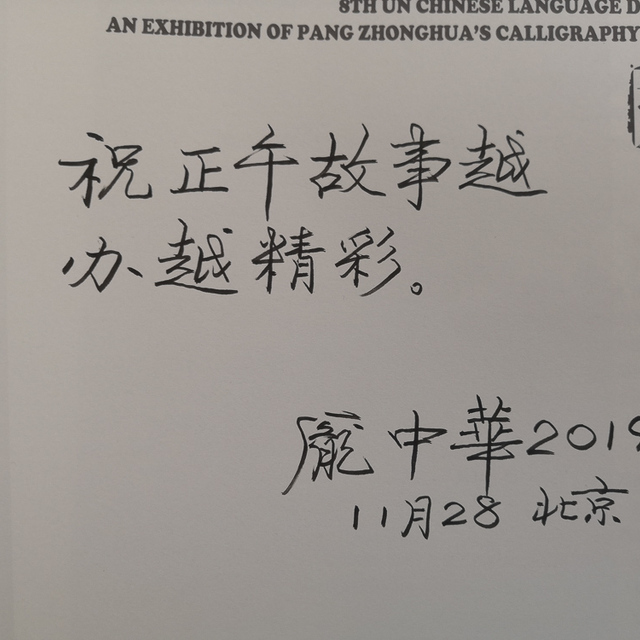 8TH UN CHINESE LANGUAGE D
AN EXHIBITION OF PANG ZHONGHUA'S CALLIGRAPHY
祝正午故事越
办越精彩。
龐中華2019
11月28 北京